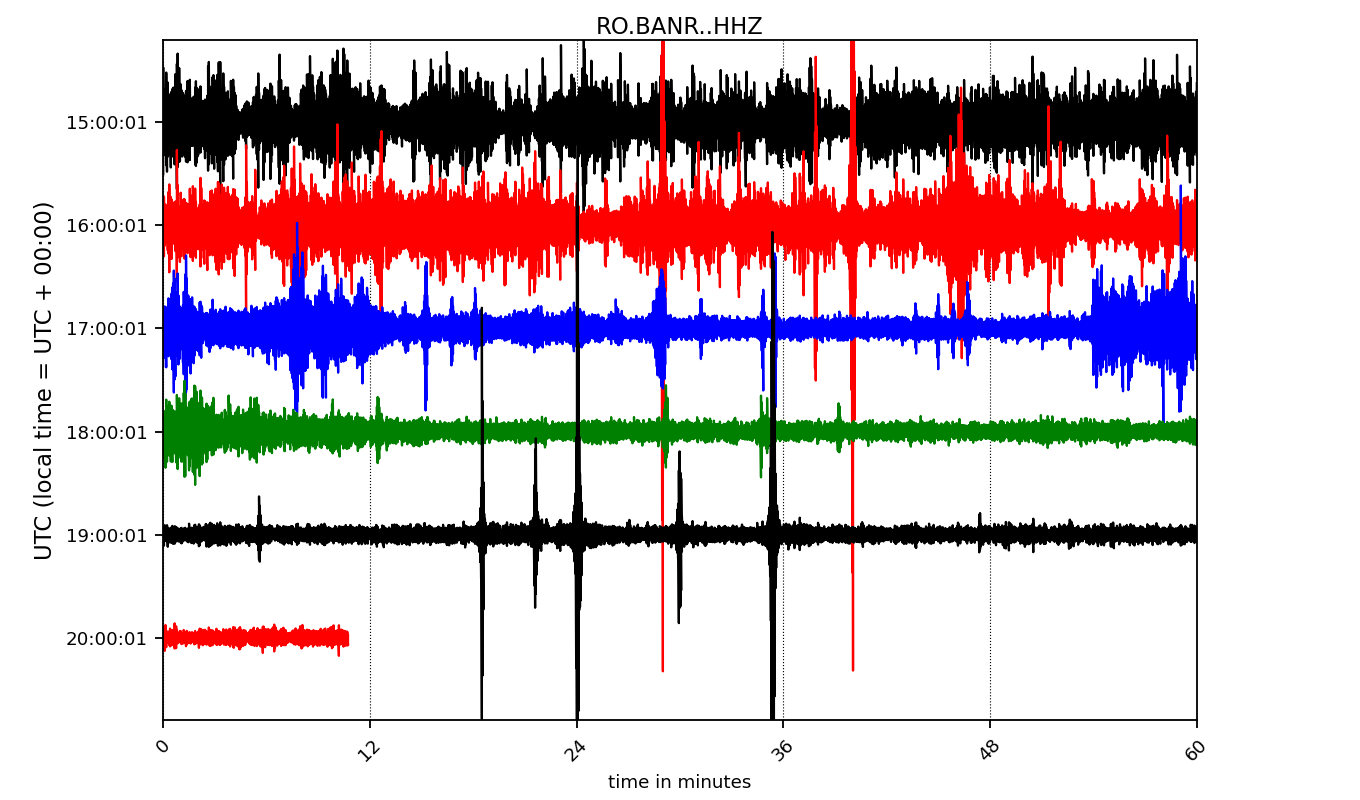 RO.BANR..HHZ
UTC (local time = UTC + 00:00)
15:00:01
16:00:01
17:00:01
18:00:01
19:00:01
20:00:01
0 12 24 36 48 60
time in minutes